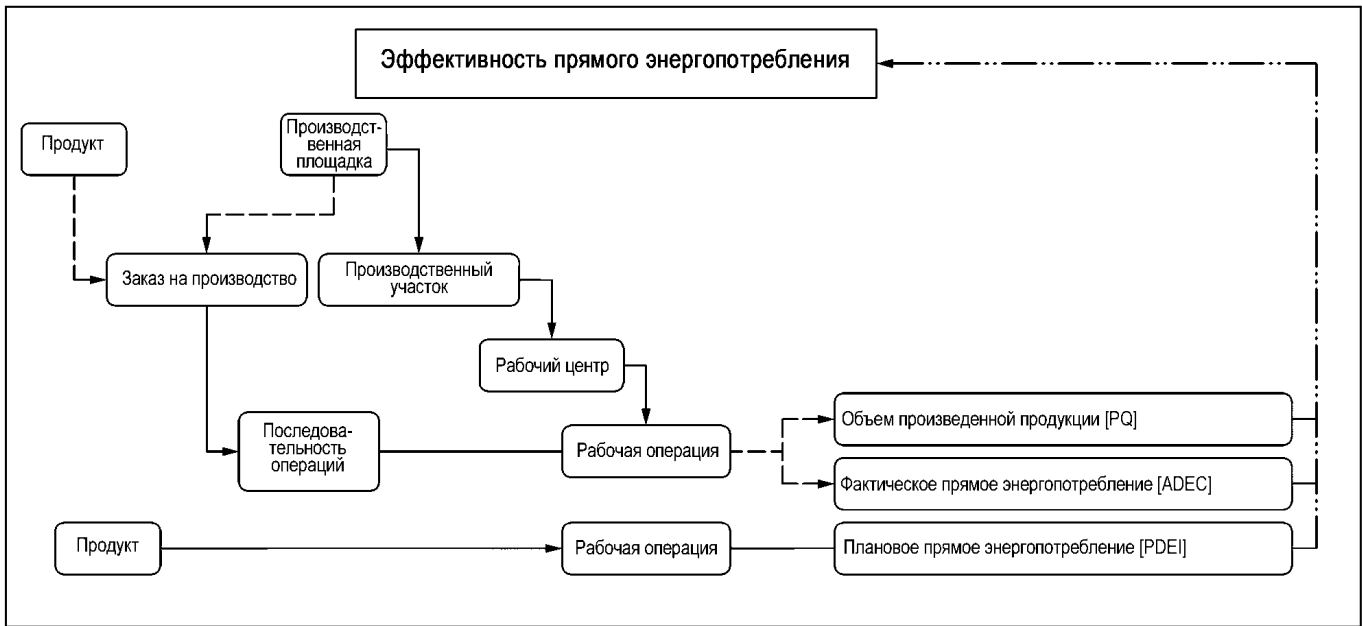 Эффективность прямого энергопотребления
Продукт
Производст-
венная
площадка
Заказ на производство
Производственный
участок
Рабочий центр
Последова-
тельность
операций
Рабочая операция
Объем произведенной продукции [PQ]
Фактическое прямое энергопотребление [ADEC]
Продукт
Рабочая операция
Плановое прямое энергопотребление [PDEI]